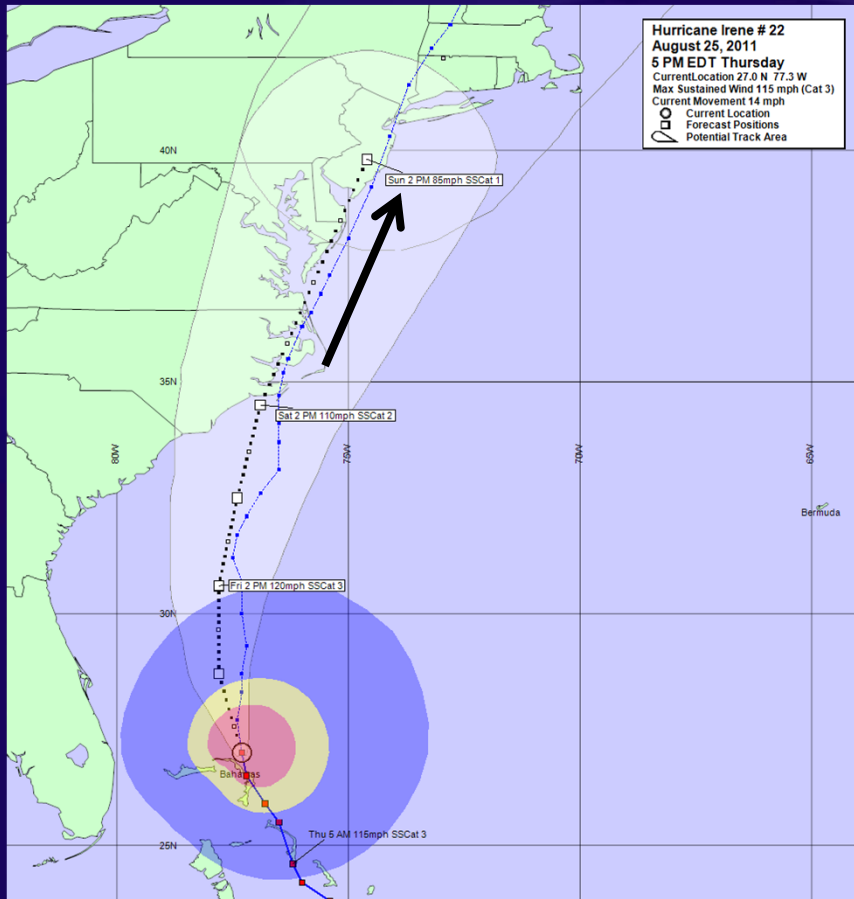 Hurricane Irene # 22
August 25, 2011
5 PM EDT Thursday
CurrentLocation 27.0 N 77.3 W
Max Sustained Wind 115 mph (Cat 3)
Current Movement 14 mph
Current Location
Forecast Positions
Potential Track Area
40N
Sun 2 PM 85mph SSCat 1
35N
Sat 2 PM 110mph SSCat 2
80W
75W
70W
65W
Bermuda
Fri 2 PM 120mph SSCat 3
30N
Bahamas
Thu 5 AM 115mph SSCat 3
25N